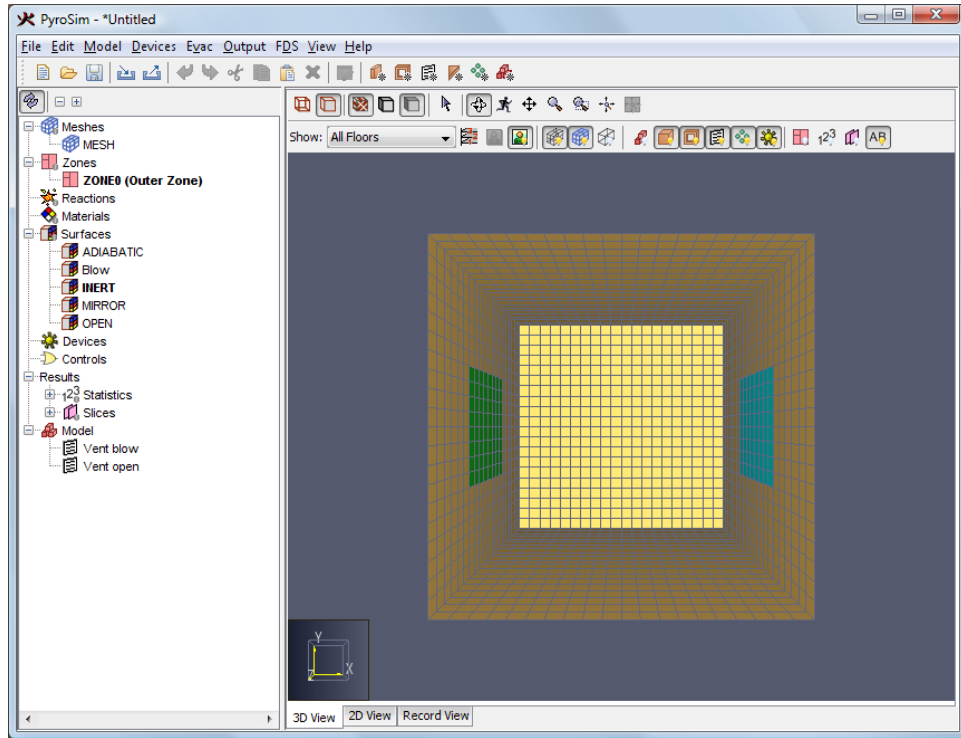 PyroSim - *Untitled
File Edit Model Devices Evac Output FDS View Help
Meshes
MESH
Zones
ZONE0 (Outer Zone)
Reactions
Materials
Surfaces
ADIABATIC
Blow
INERT
MIRROR
OPEN
Devices
Controls
Results
Statistics
Slices
Model
Vent blow
Vent open
Show: All Floors
123
AB
Y
X
Z
3D View 2D View Record View